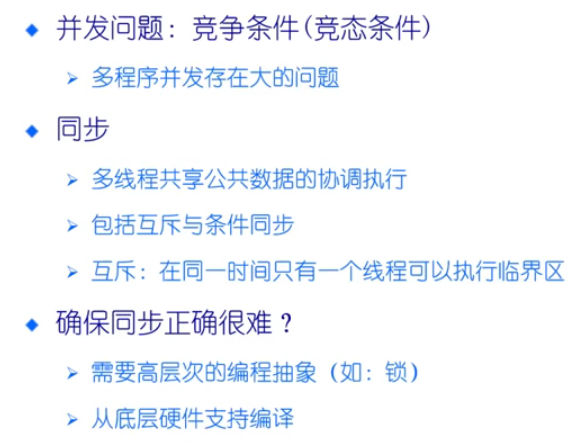 并发问题：竞争条件(竞态条件)
多程序并发存在大的问题
同步
多线程共享公共数据的协调执行
包括互斥与条件同步
互斥：在同一时间只有一个线程可以执行临界区
确保同步正确很难？
需要高层次的编程抽象（如：锁）
从底层硬件支持编译